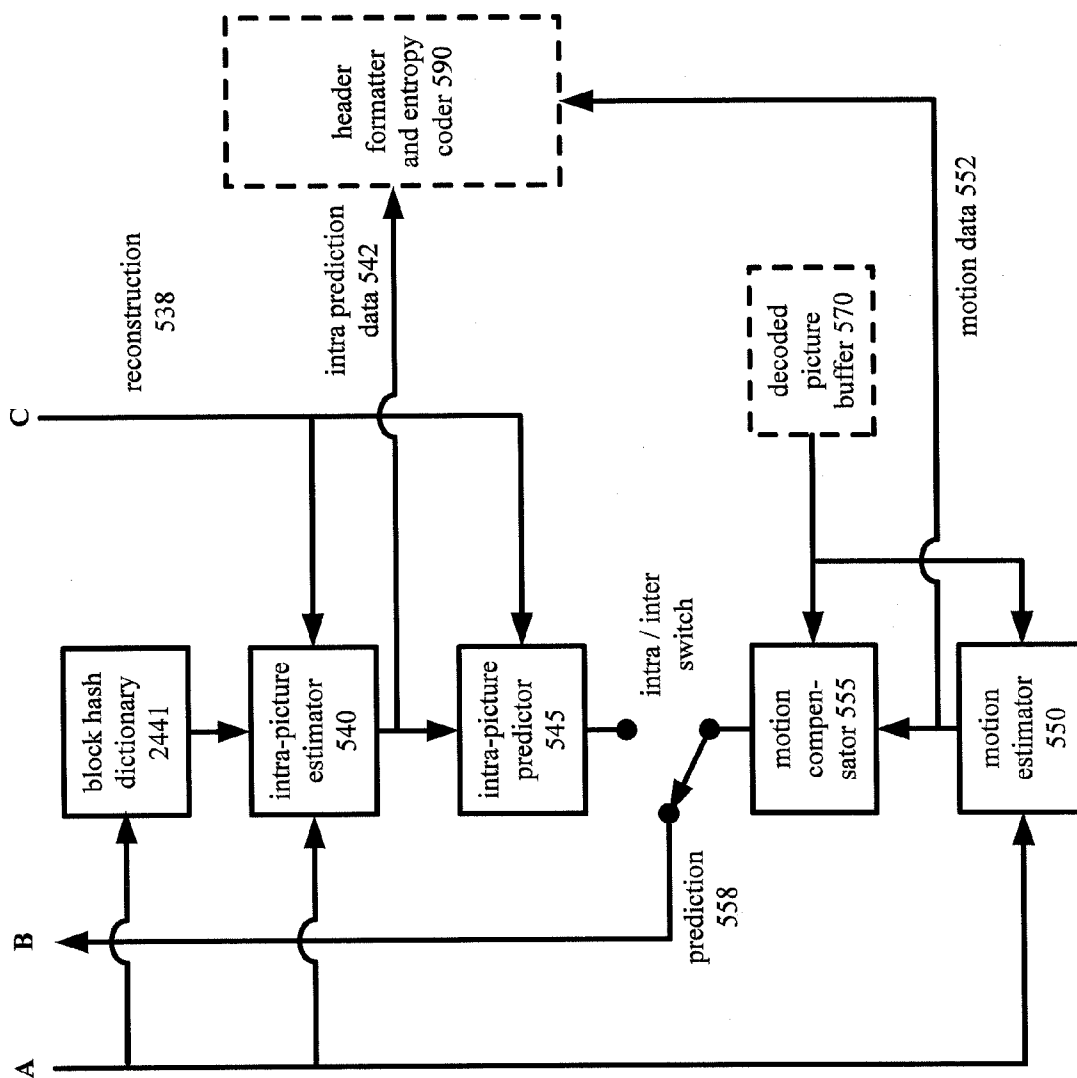 A
B
C
reconstruction
538
block hash
dictionary
2441
intra-picture
estimator
540
intra prediction
data 542
header
formatter
and entropy
coder 590
intra-picture
predictor
545
intra / inter
switch
prediction
558
motion
compen-
sator 555
decoded
picture
buffer 570
motion
estimator
550
motion data 552